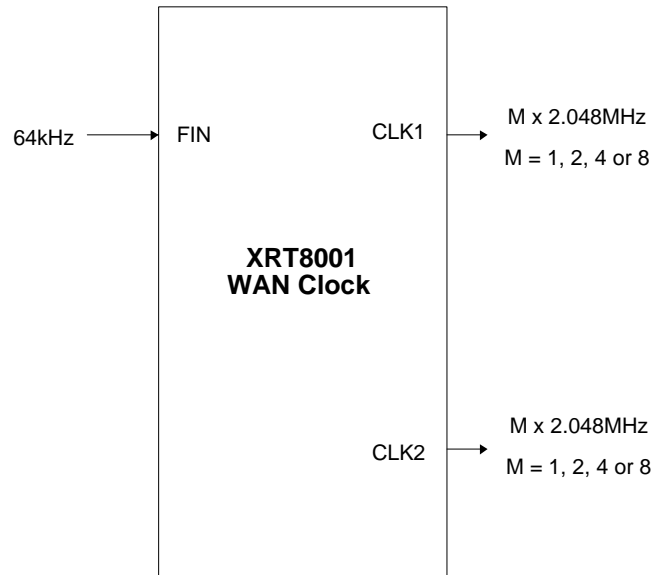 M x 2.048MHz
64kHz
FIN
CLK1
M = 1, 2, 4 or 8
XRT8001
WAN Clock
M x 2.048MHz
CLK2
M = 1, 2, 4 or 8